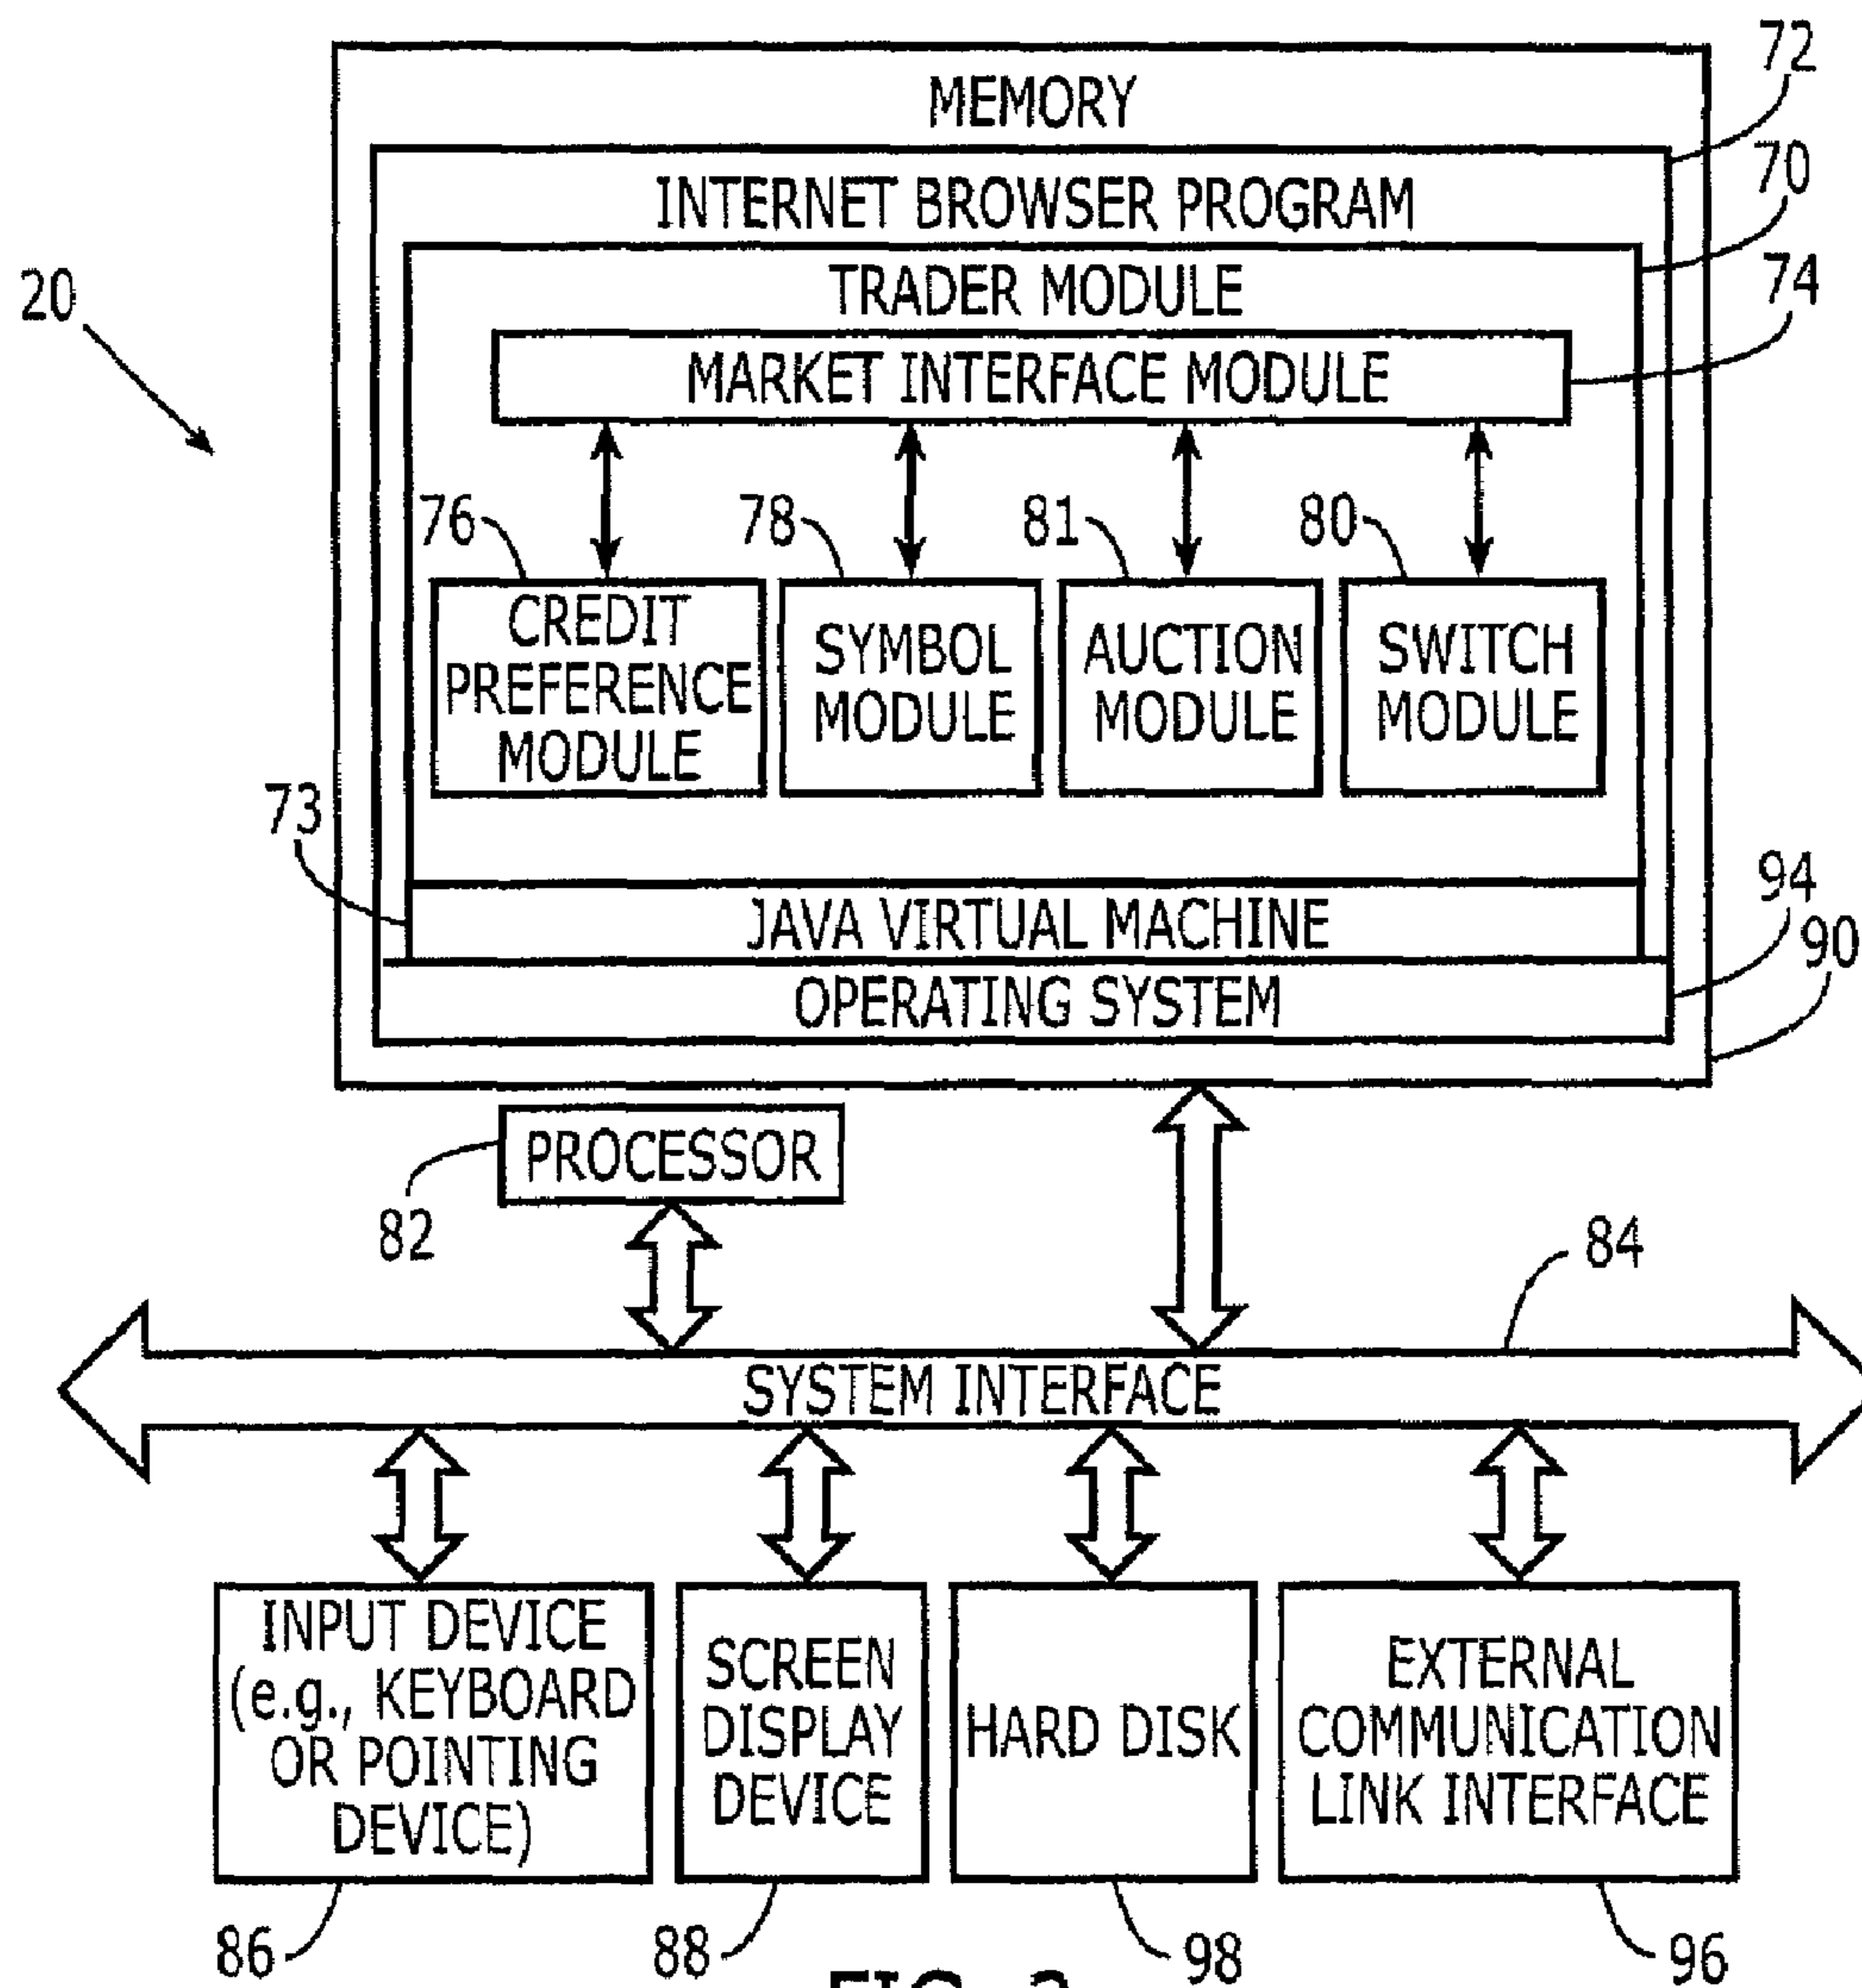 72
MEMORY
70
INTERNET BROWSER PROGRAM
74
TRADER MODULE
20
MARKET INTERFACE MODULE
76
78
81
80
CREDIT
PREFERENCE
MODULE
SYMBOL
MODULE
AUCTION
MODULE
SWITCH
MODULE
73
94
JAVA VIRTUAL MACHINE
90
OPERATING SYSTEM
PROCESSOR
82
84
SYSTEM INTERFACE
INPUT DEVICE
(e.g., KEYBOARD
OR POINTING
DEVICE)
SCREEN
DISPLAY
DEVICE
HARD DISK
EXTERNAL
COMMUNICATION
LINK INTERFACE
86
88
98
96